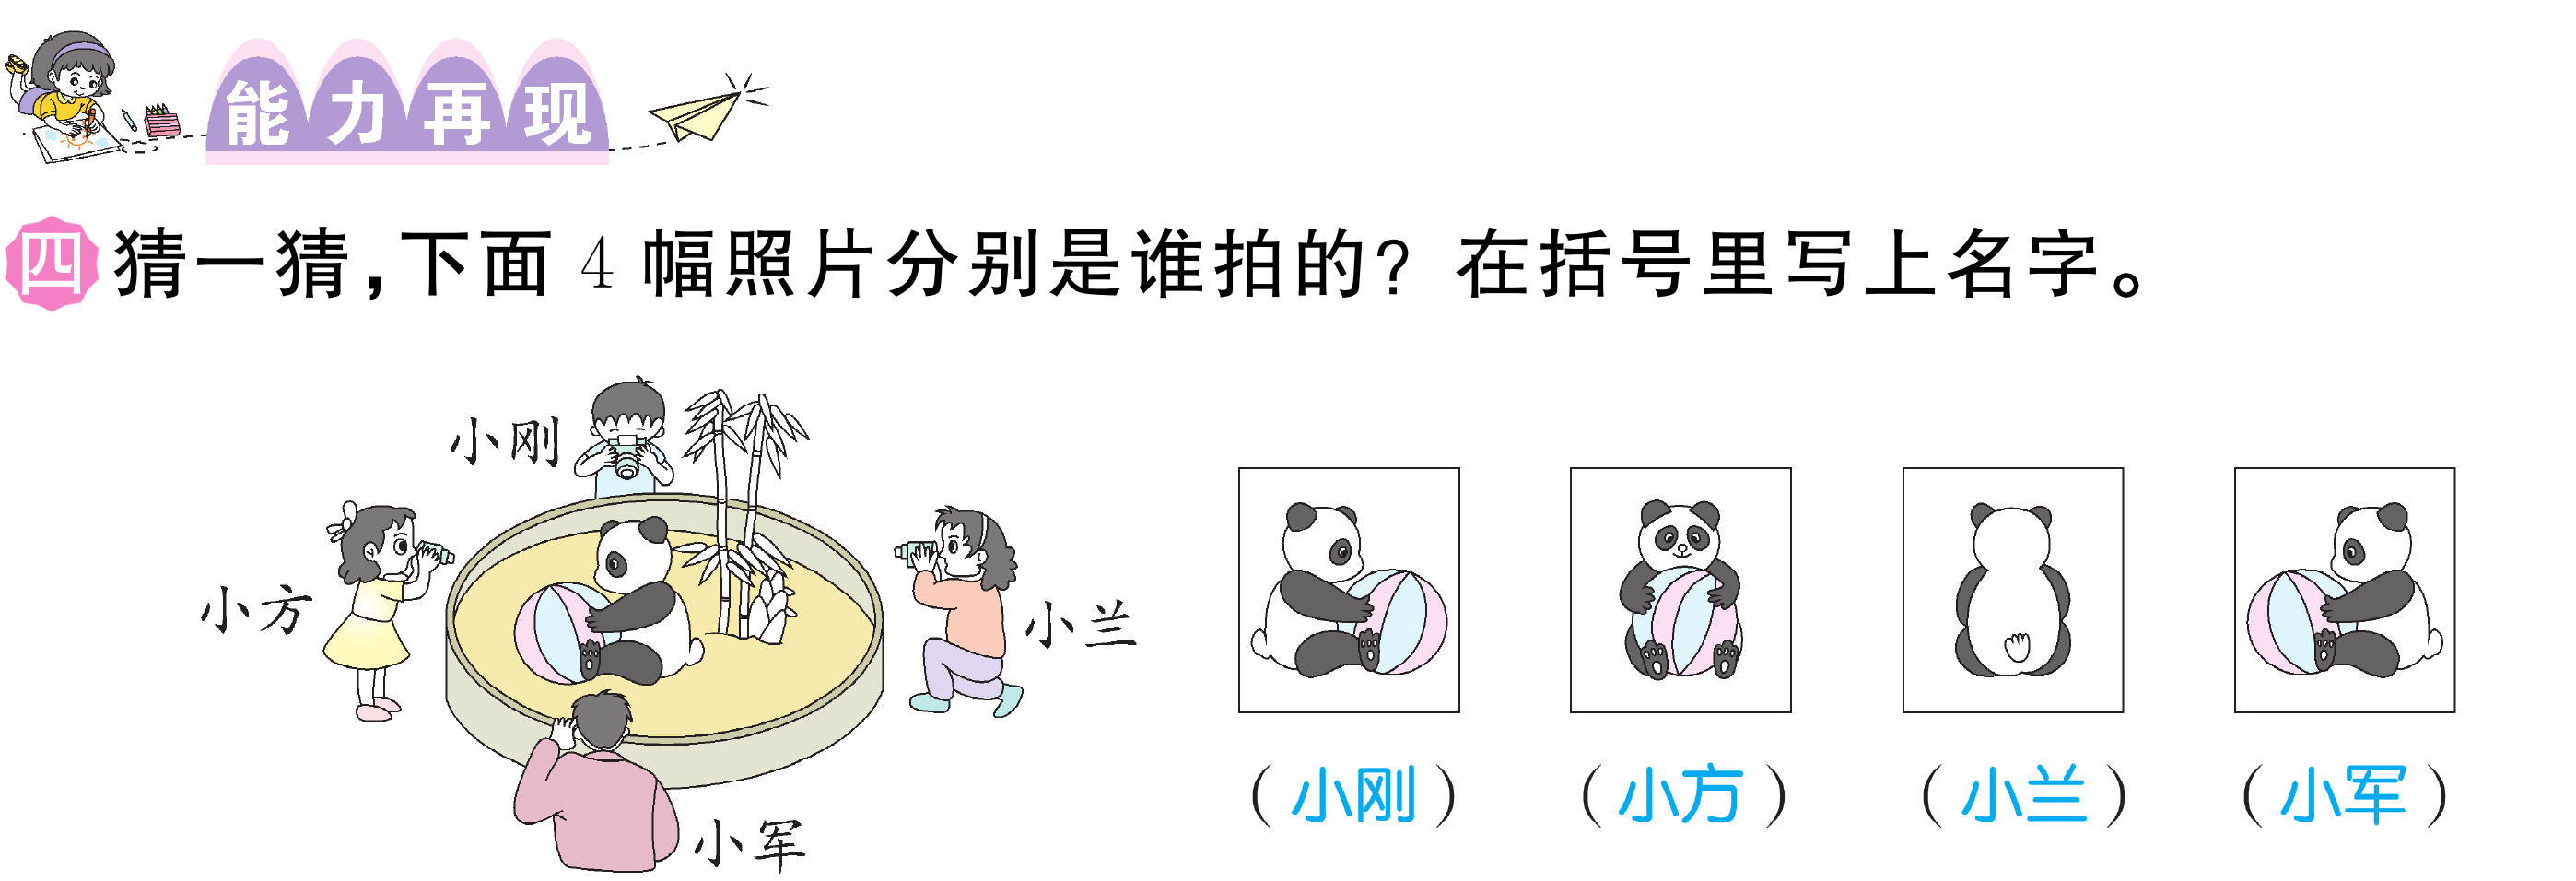 能力再现
四 猜一猜,下面 4 幅照片分别是谁拍的? 在括号里写上名字。
小刚
小方
小兰
小军
( 小刚 ) ( 小方 ) ( 小兰 ) ( 小军 )